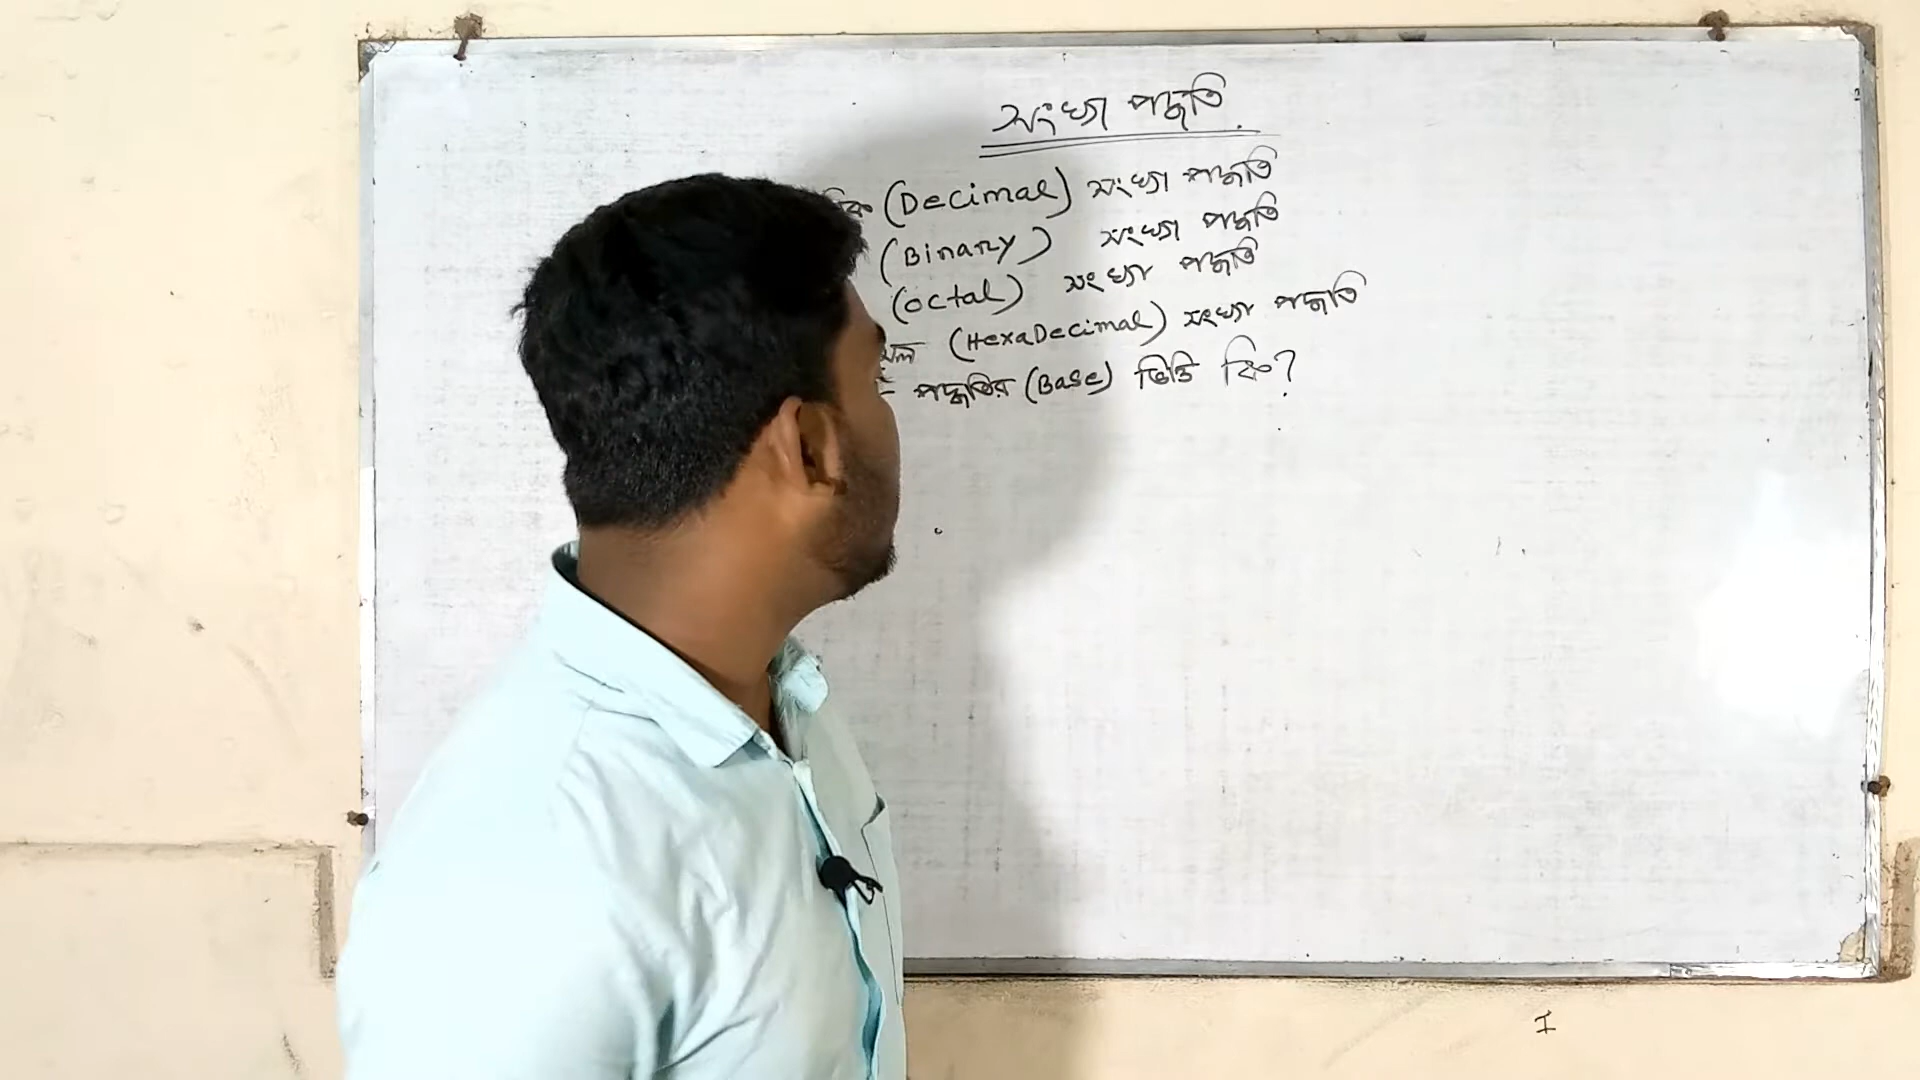 সংখ্যা পদ্ধতি
(Decimal) সংখ্যা পদ্ধতি
(Binary) সংখ্যা পদ্ধতি
(octal) সংখ্যা পদ্ধতি
(HexaDecimal) সংখ্যা পদ্ধতি
পদ্ধতির (Base) ভিত্তি কি?